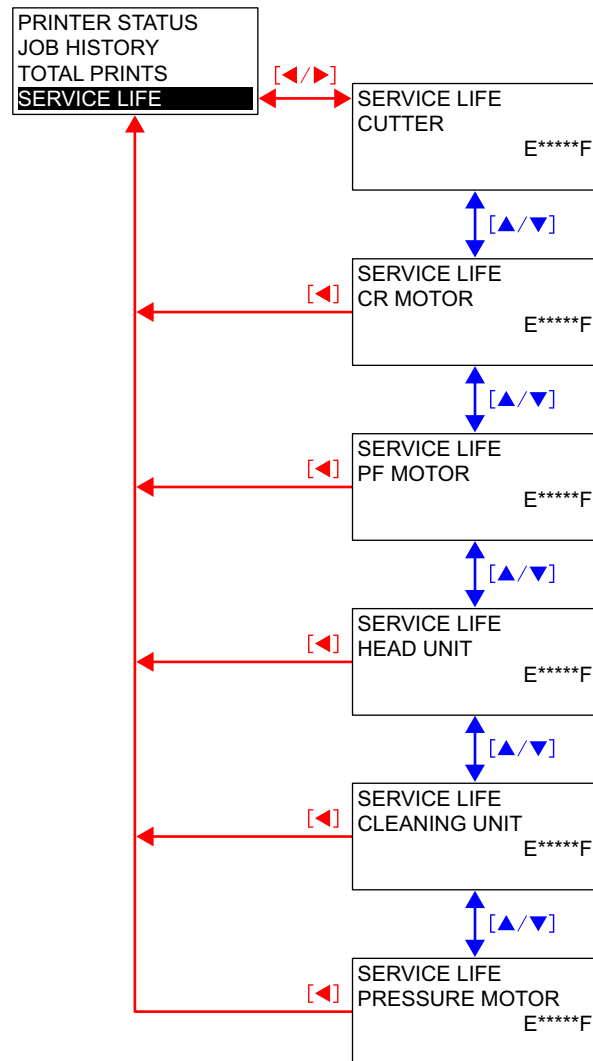 PRINTER STATUS
JOB HISTORY
TOTAL PRINTS
SERVICE LIFE
[◀/▶]
SERVICE LIFE
CUTTER
E*****F
[▲/▼]
SERVICE LIFE
CR MOTOR
E*****F
[◀]
[▲/▼]
SERVICE LIFE
PF MOTOR
E*****F
[◀]
[▲/▼]
SERVICE LIFE
HEAD UNIT
E*****F
[◀]
[▲/▼]
SERVICE LIFE
CLEANING UNIT
E*****F
[◀]
[▲/▼]
SERVICE LIFE
PRESSURE MOTOR
E*****F
[◀]